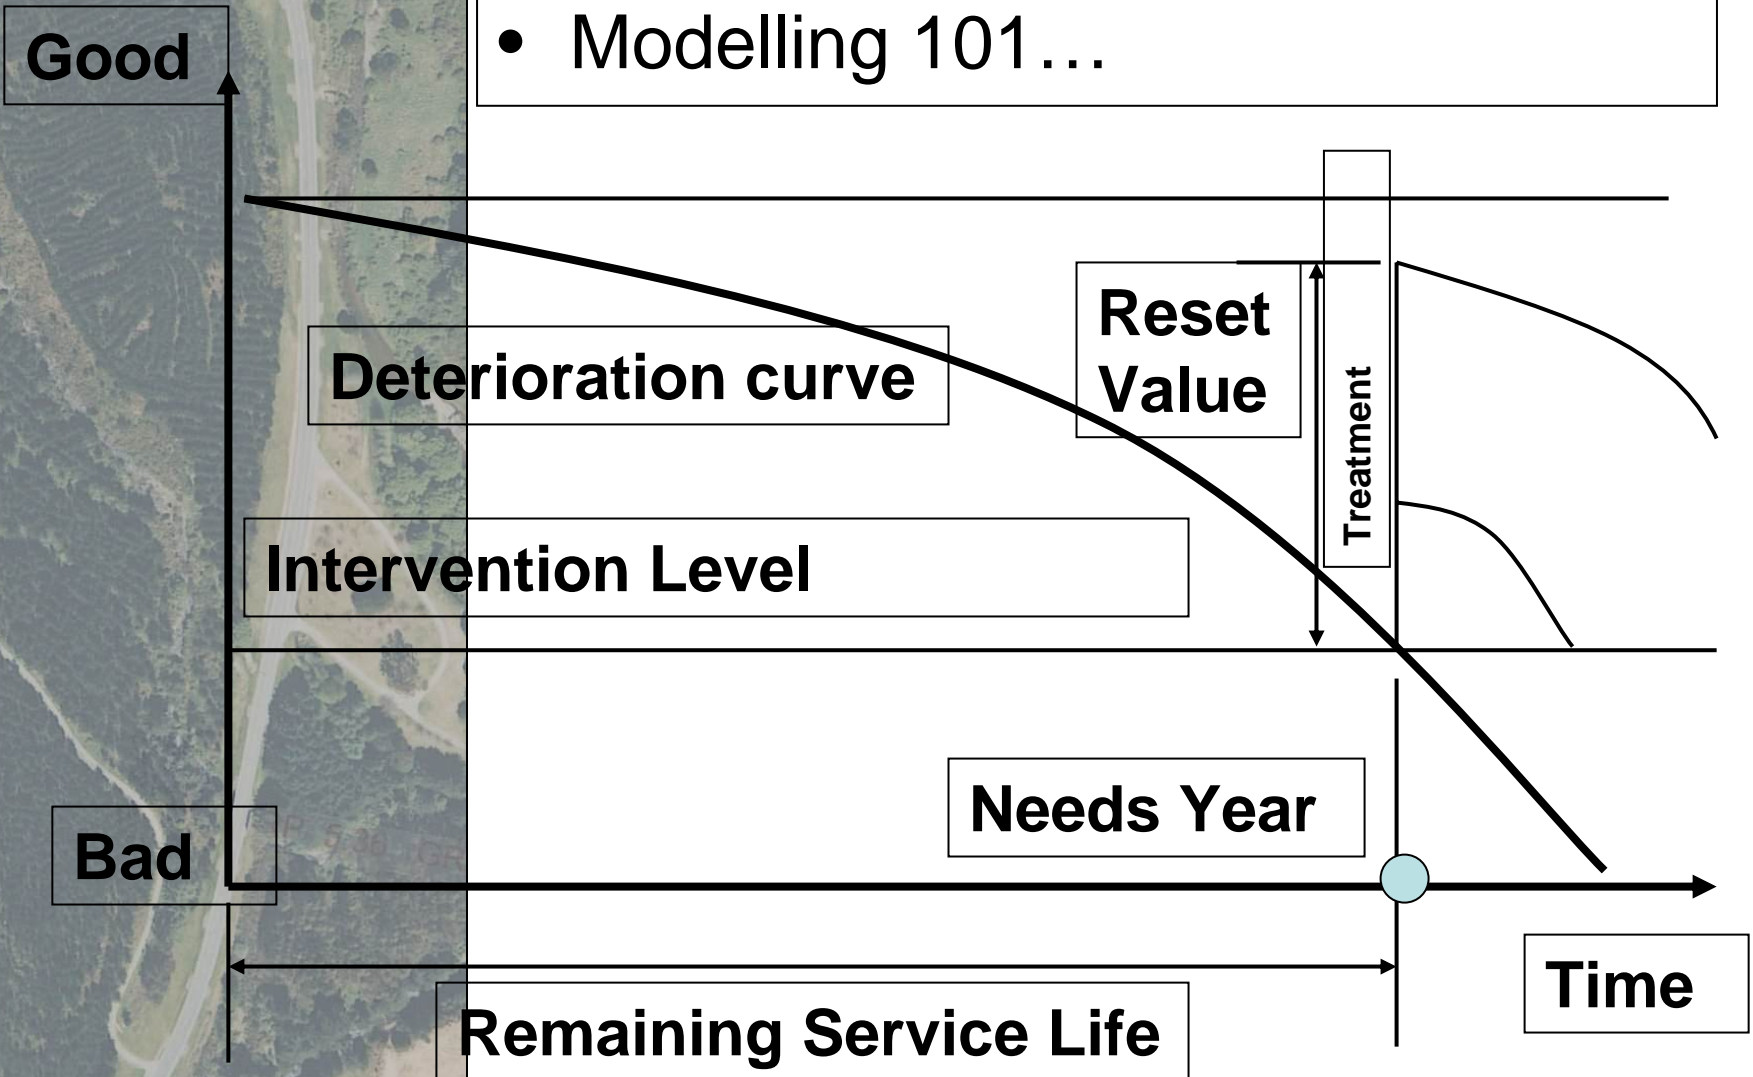 • Modelling 101…
Good
Reset
Value
Deterioration curve
Treatment
Intervention Level
Needs Year
Bad
Time
Remaining Service Life